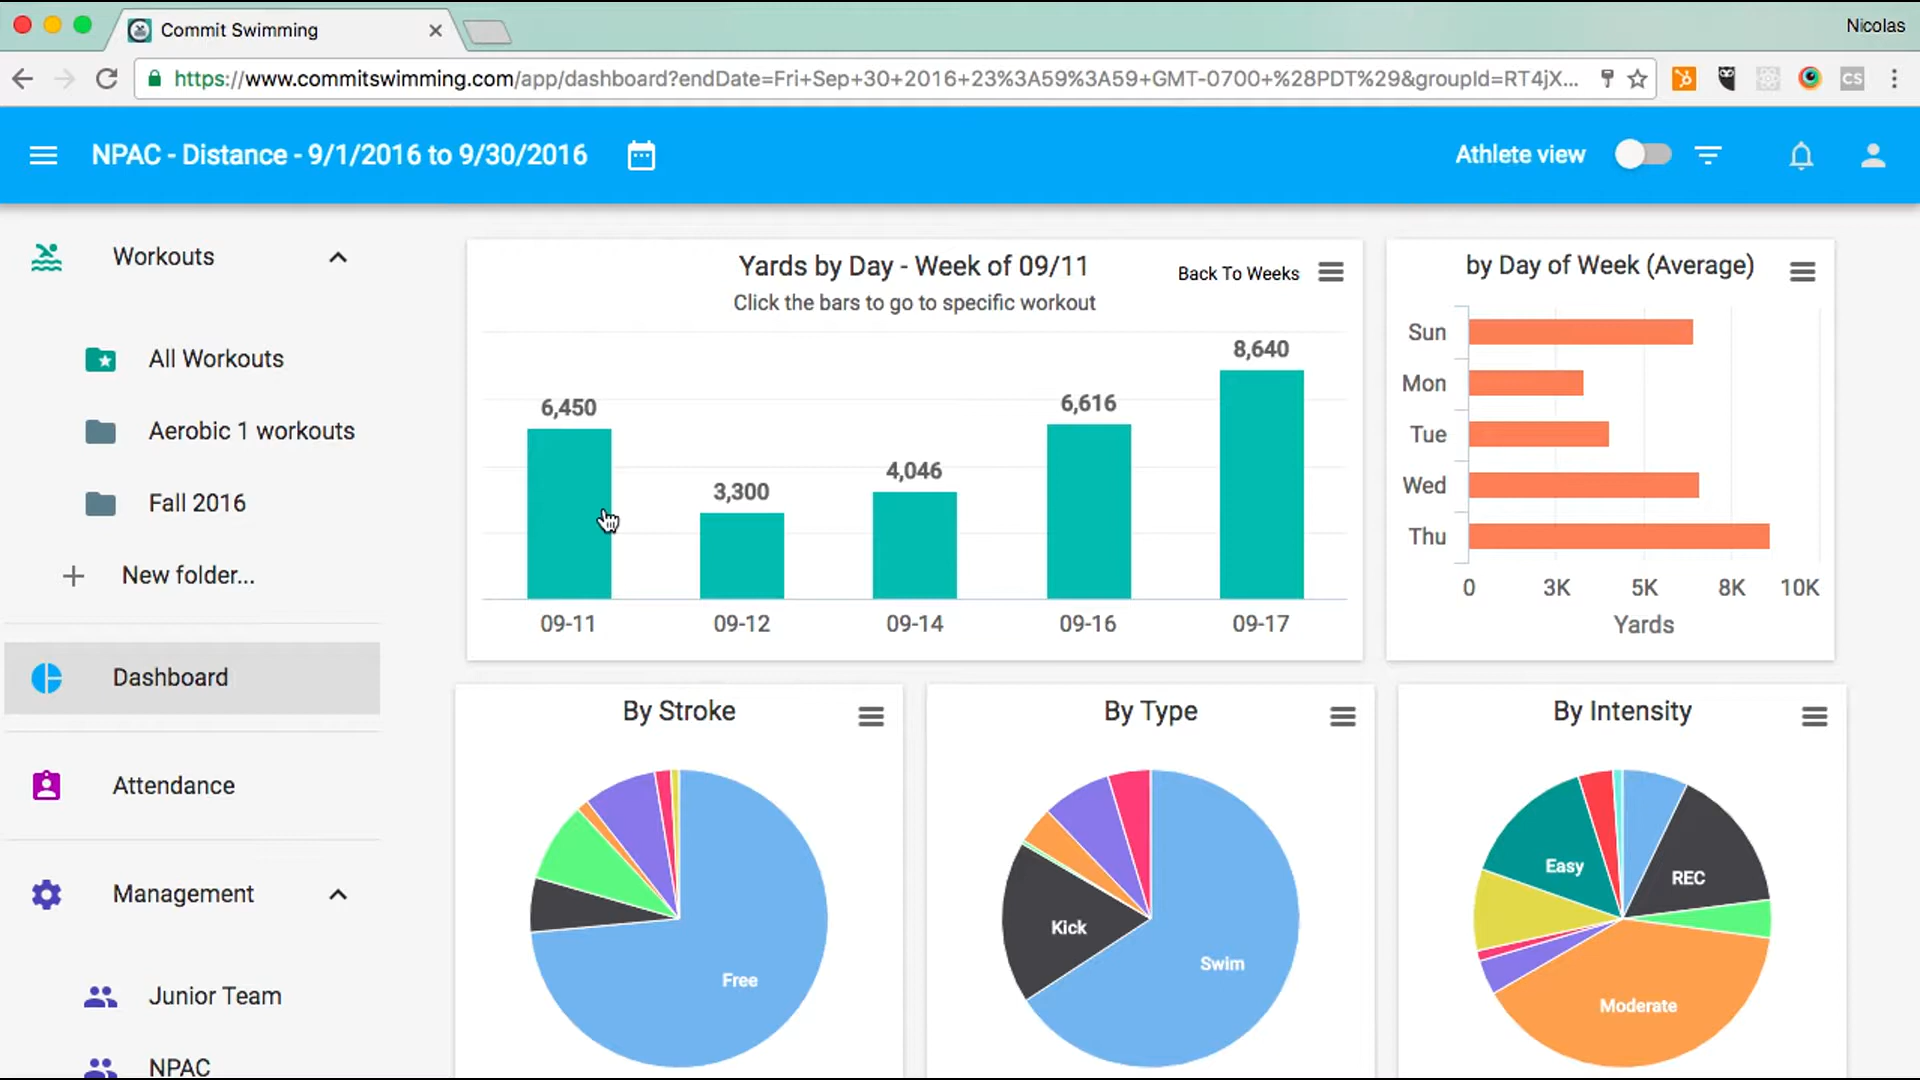 Commit Swimming
Nicolas
https://www.commitswimming.com/app/dashboard?endDate=Fri+Sep+30+2016+23%3A59%3A59+GMT-0700+%28PDT%29&groupId=RT4jX...
CS
NPAC - Distance - 9/1/2016 to 9/30/2016
Athlete view
Workouts
All Workouts
Aerobic 1 workouts
Fall 2016
New folder...
Dashboard
Attendance
Management
Junior Team
NPAC
Yards by Day - Week of 09/11
Back To Weeks
Click the bars to go to specific workout
6,450
3,300
4,046
6,616
8,640
09-11
09-12
09-14
09-16
09-17
by Day of Week (Average)
Sun
Mon
Tue
Wed
Thu
0
3K
5K
8K
10K
Yards
By Stroke
Free
By Type
Kick
Swim
By Intensity
Easy
REC
Moderate